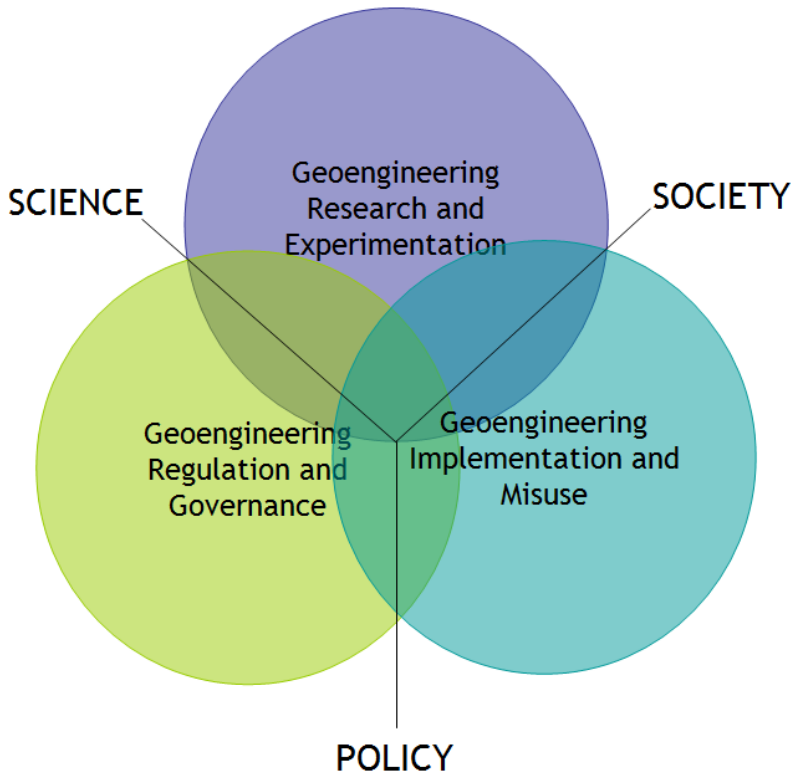 Geoengineering
Research and
Experimentation
SCIENCE
SOCIETY
Geoengineering
Regulation and
Governance
Geoengineering
Implementation and
Misuse
POLICY